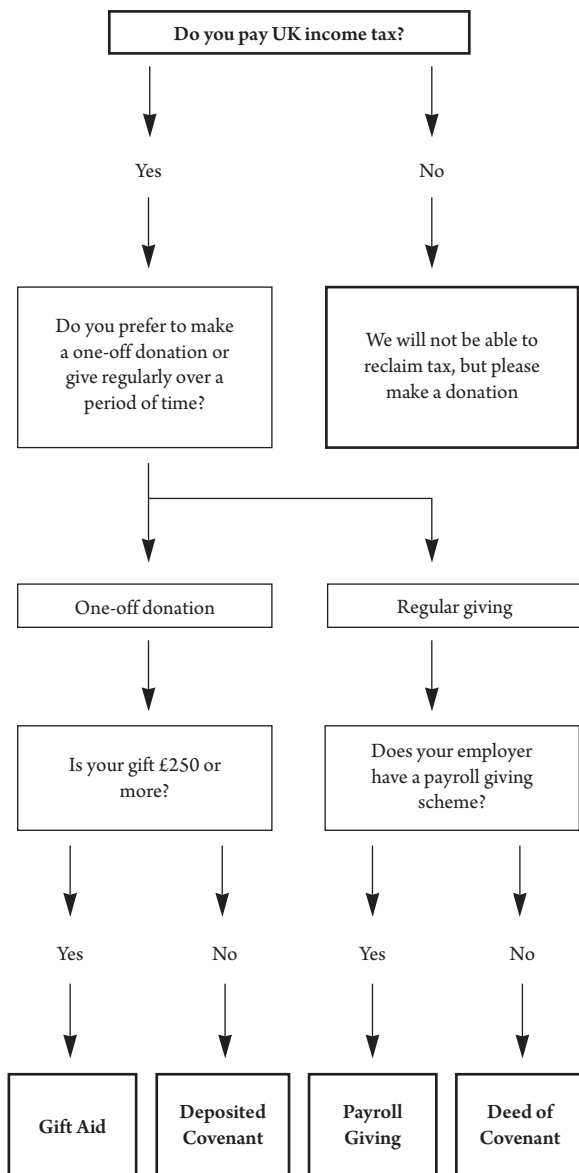 Do you pay UK income tax?
Yes
No
Do you prefer to make
a one-off donation or
give regularly over a
period of time?
We will not be able to
reclaim tax, but please
make a donation
One-off donation
Regular giving
Is your gift £250 or
more?
Does your employer
have a payroll giving
scheme?
Yes
No
Yes
No
Gift Aid
Deposited
Covenant
Payroll
Giving
Deed of
Covenant